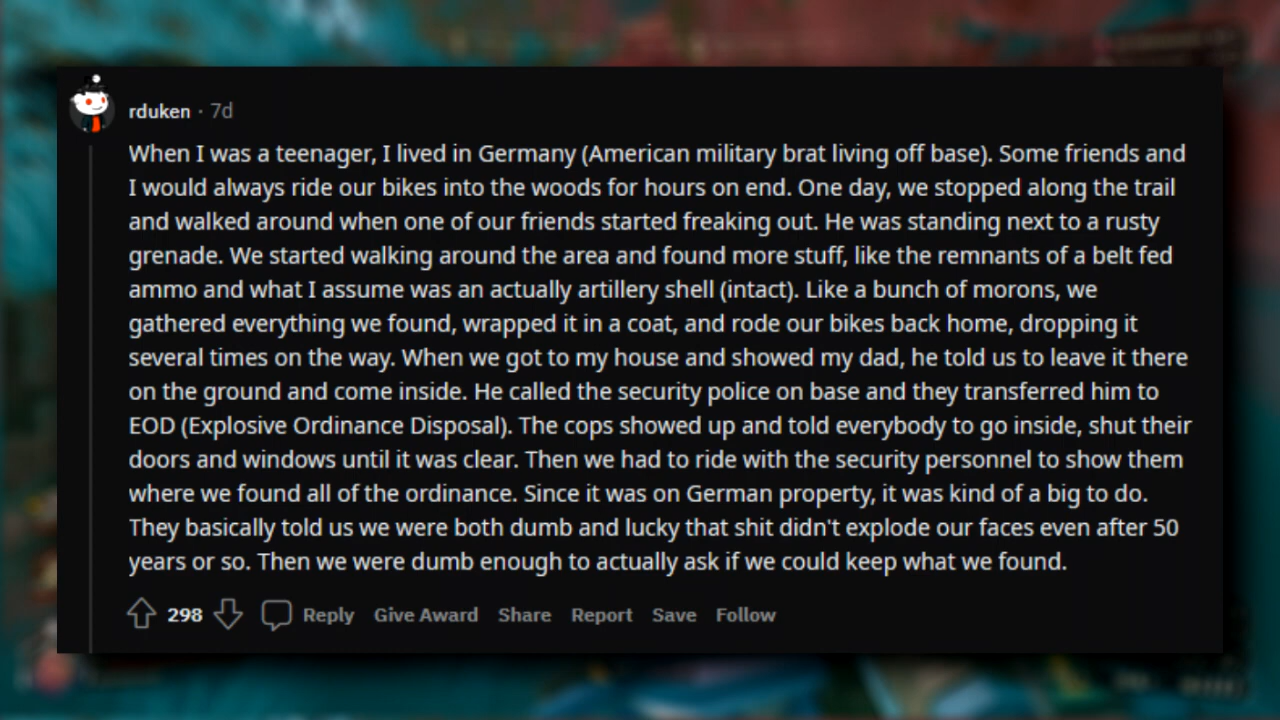 rduken · 7d
When I was a teenager, I lived in Germany (American military brat living off base). Some friends and
I would always ride our bikes into the woods for hours on end. One day, we stopped along the trail
and walked around when one of our friends started freaking out. He was standing next to a rusty
grenade. We started walking around the area and found more stuff, like the remnants of a belt fed
ammo and what I assume was an actually artillery shell (intact). Like a bunch of morons, we
gathered everything we found, wrapped it in a coat, and rode our bikes back home, dropping it
several times on the way. When we got to my house and showed my dad, he told us to leave it there
on the ground and come inside. He called the security police on base and they transferred him to
EOD (Explosive Ordinance Disposal). The cops showed up and told everybody to go inside, shut their
doors and windows until it was clear. Then we had to ride with the security personnel to show them
where we found all of the ordinance. Since it was on German property, it was kind of a big to do.
They basically told us we were both dumb and lucky that shit didn't explode our faces even after 50
years or so. Then we were dumb enough to actually ask if we could keep what we found.
298 Reply Give Award Share Report Save Follow